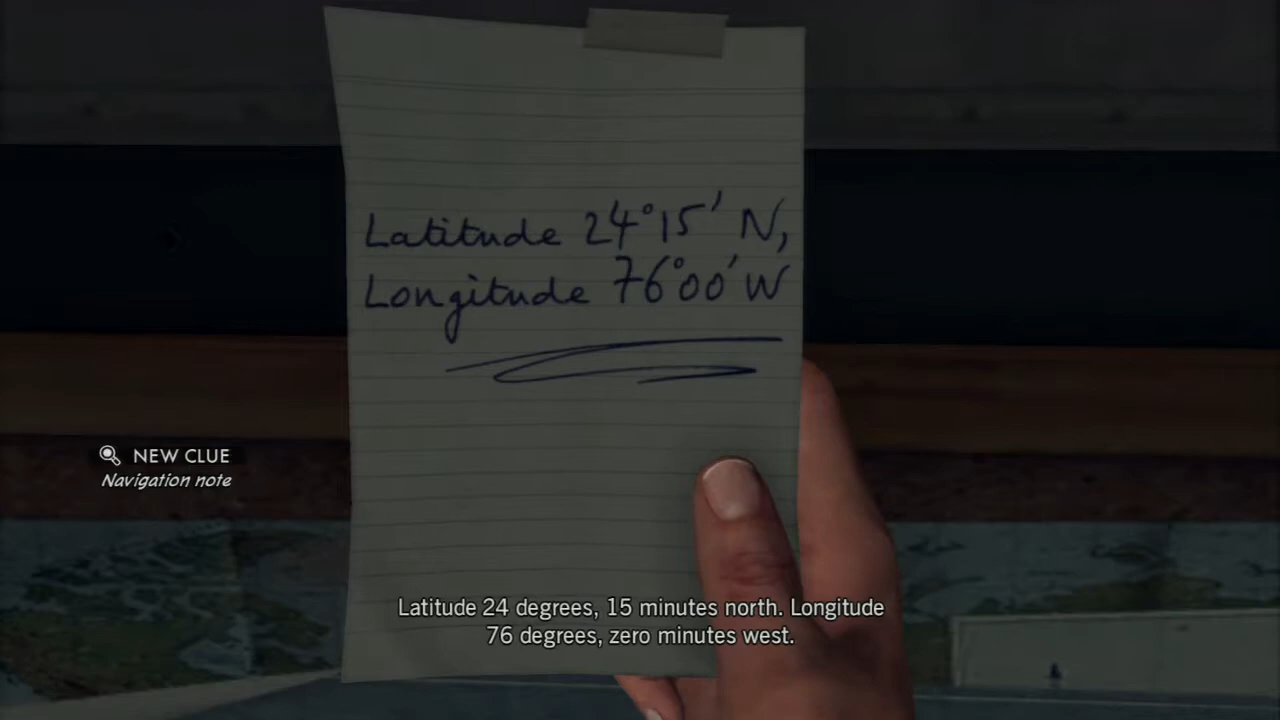 Latitude 24°15' N,
Longitude 76°00' W
NEW CLUE
Navigation note
Latitude 24 degrees, 15 minutes north. Longitude
76 degrees, zero minutes west.